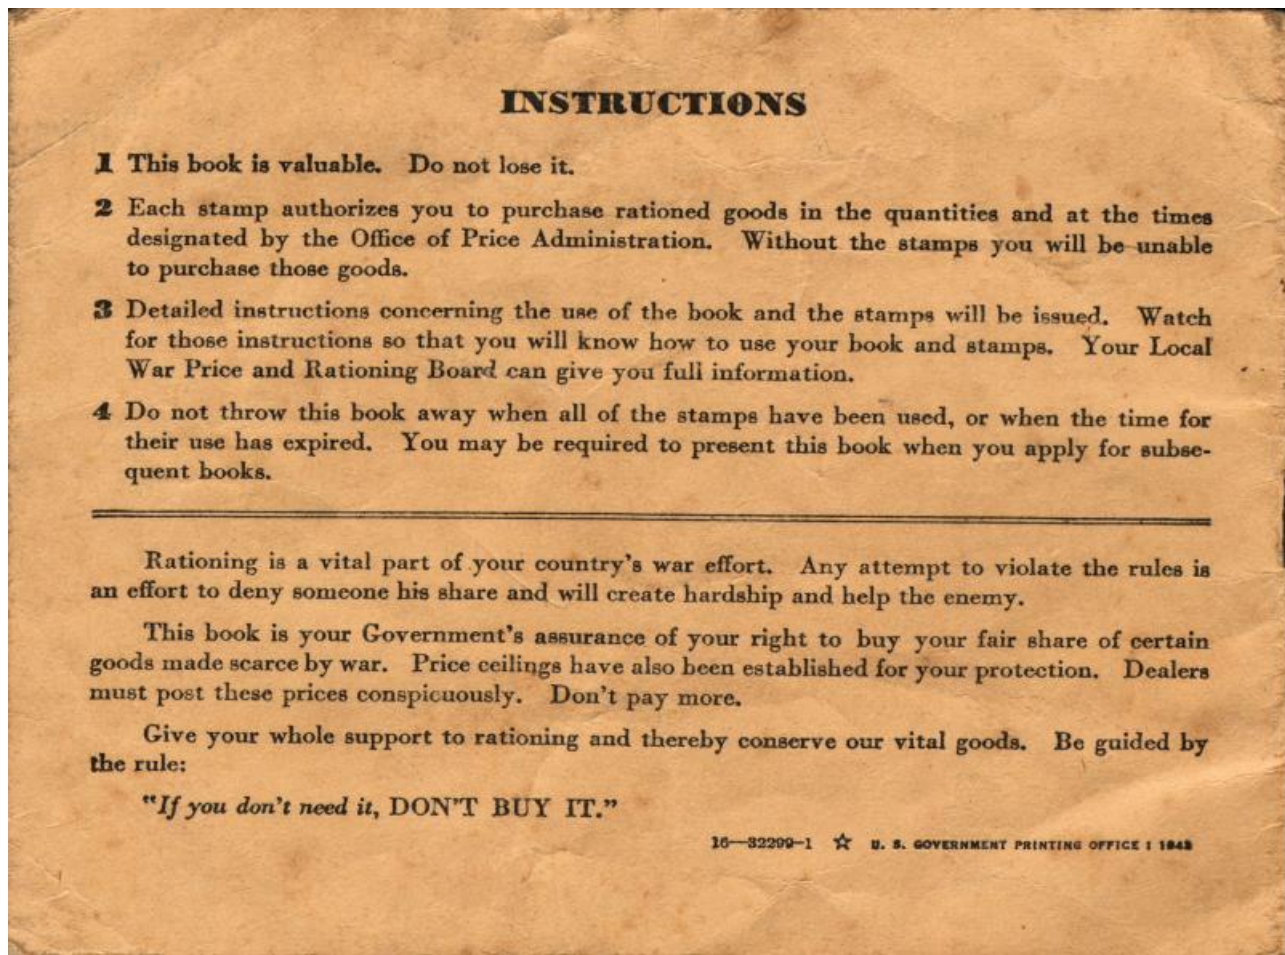 INSTRUCTIONS
1 This book is valuable. Do not lose it.
2 Each stamp authorizes you to purchase rationed goods in the quantities and at the times
designated by the Office of Price Administration. Without the stamps you will be unable
to purchase those goods.
3 Detailed instructions concerning the use of the book and the stamps will be issued. Watch
for those instructions so that you will know how to use your book and stamps. Your Local
War Price and Rationing Board can give you full information.
4 Do not throw this book away when all of the stamps have been used, or when the time for
their use has expired. You may be required to present this book when you apply for subse-
quent books.
Rationing is a vital part of your country's war effort. Any attempt to violate the rules is
an effort to deny someone his share and will create hardship and help the enemy.
This book is your Government's assurance of your right to buy your fair share of certain
goods made scarce by war. Price ceilings have also been established for your protection. Dealers
must post these prices conspicuously. Don't pay more.
Give your whole support to rationing and thereby conserve our vital goods. Be guided by
the rule:
"If you don't need it, DON'T BUY IT."
16—32299-1 ☆ U. S. GOVERNMENT PRINTING OFFICE :